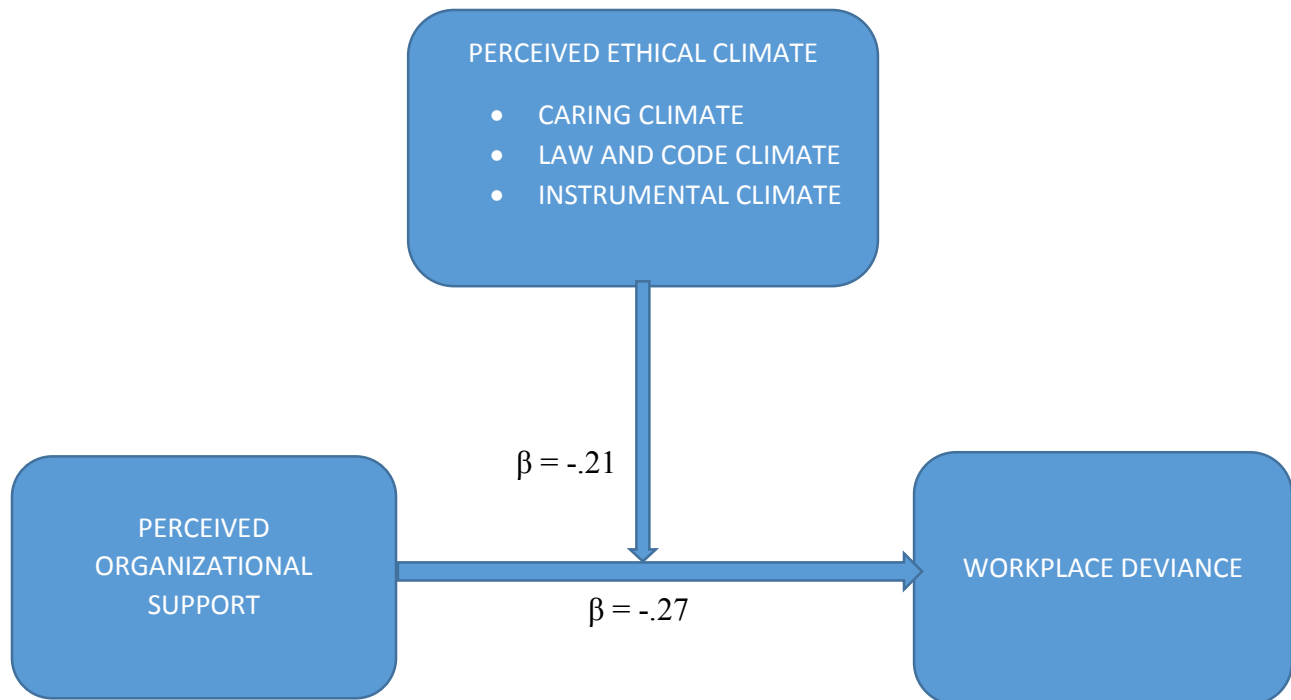 PERCEIVED ETHICAL CLIMATE
• CARING CLIMATE
• LAW AND CODE CLIMATE
• INSTRUMENTAL CLIMATE
β = -.21
PERCEIVED
ORGANIZATIONAL
SUPPORT
β = -.27
WORKPLACE DEVIANCE